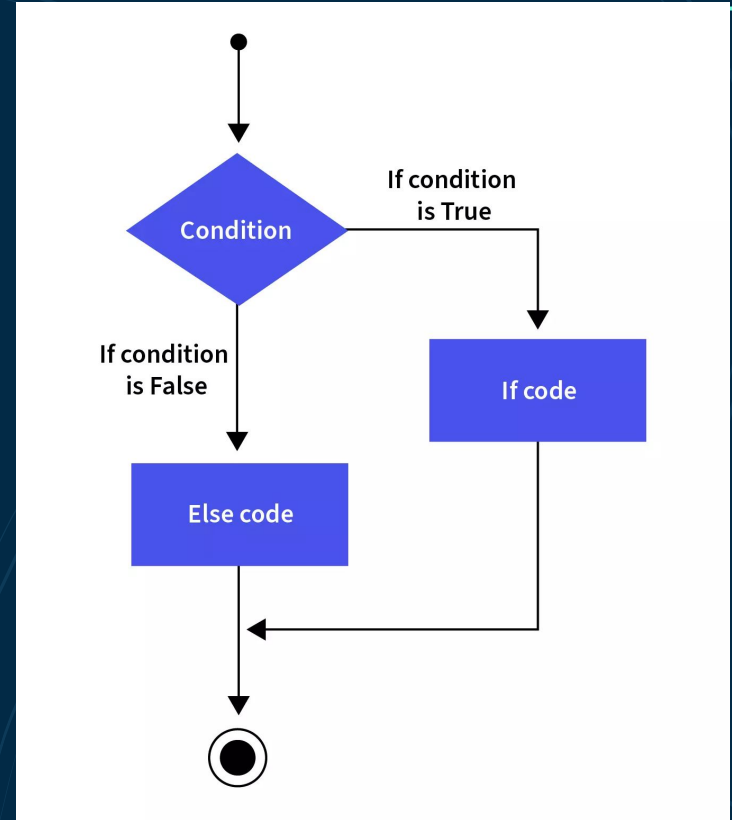 If condition
is True
Condition
If condition
is False
If code
Else code